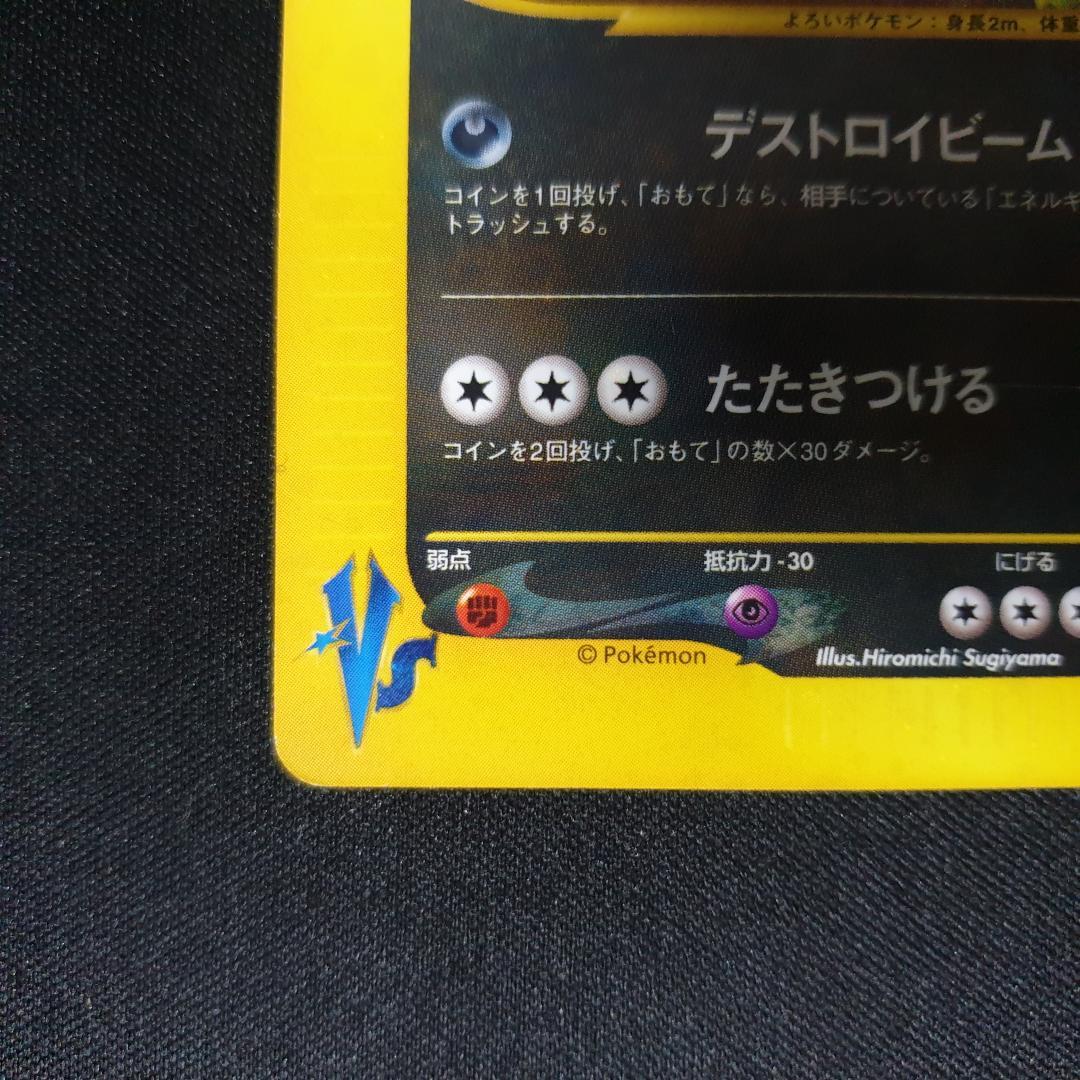 よろいポケモン：身長2m、体重
デストロイビーム
コインを1回投げ、「おもて」なら、相手についている「エネルギ
トラッシュする。
たたきつける
コインを2回投げ、「おもて」の数×30ダメージ。
弱点 抵抗力-30 にげる
© Pokémon Illus.Hiromichi Sugiyama
VS